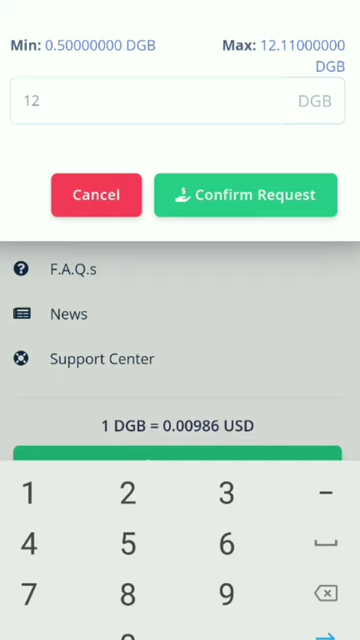 Min: 0.50000000 DGB
Max: 12.11000000 DGB
12 DGB
Cancel
Confirm Request
F.A.Q.s
News
Support Center
1 DGB = 0.00986 USD
1 2 3 –
4 5 6
7 8 9